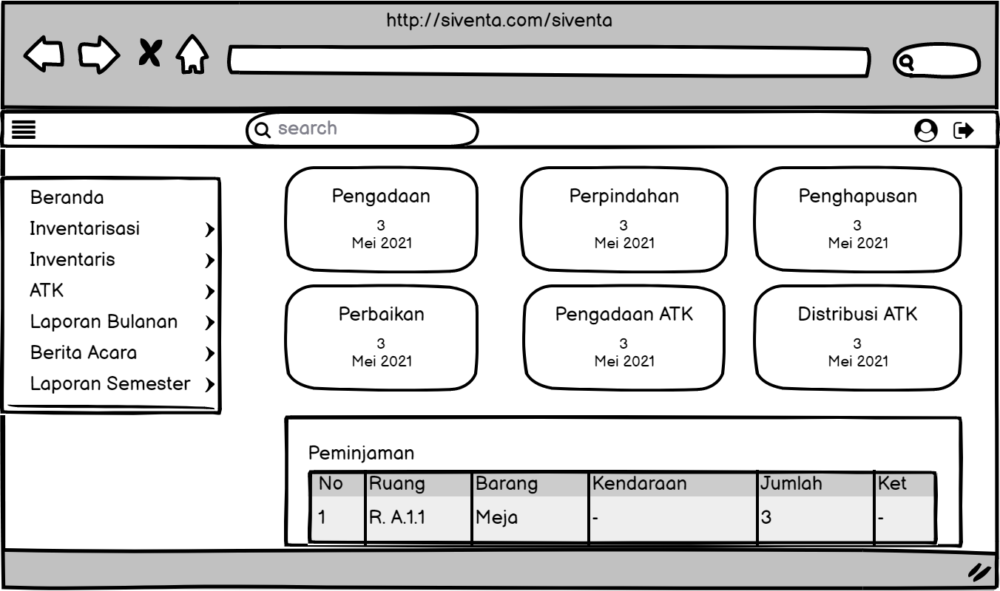 http://siventa.com/siventa
search
Beranda
Inventarisasi
Inventaris
ATK
Laporan Bulanan
Berita Acara
Laporan Semester
Pengadaan
3
Mei 2021
Perpindahan
3
Mei 2021
Penghapusan
3
Mei 2021
Perbaikan
3
Mei 2021
Pengadaan ATK
3
Mei 2021
Distribusi ATK
3
Mei 2021
Peminjaman
No Ruang Barang Kendaraan Jumlah Ket
1 R. A.1.1 Meja - 3 -